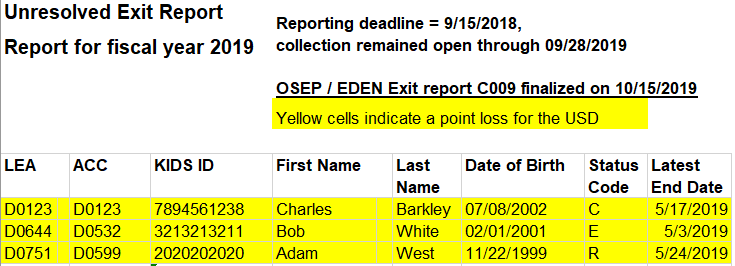 Unresolved Exit Report
Report for fiscal year 2019
Reporting deadline = 9/15/2018,
collection remained open through 09/28/2019
OSEP / EDEN Exit report C009 finalized on 10/15/2019
Yellow cells indicate a point loss for the USD
LEA ACC KIDS ID First Name Last Name Date of Birth Status Code Latest End Date
D0123 D0123 7894561238 Charles Barkley 07/08/2002 C 5/17/2019
D0644 D0532 3213213211 Bob White 02/01/2001 E 5/3/2019
D0751 D0599 2020202020 Adam West 11/22/1999 R 5/24/2019